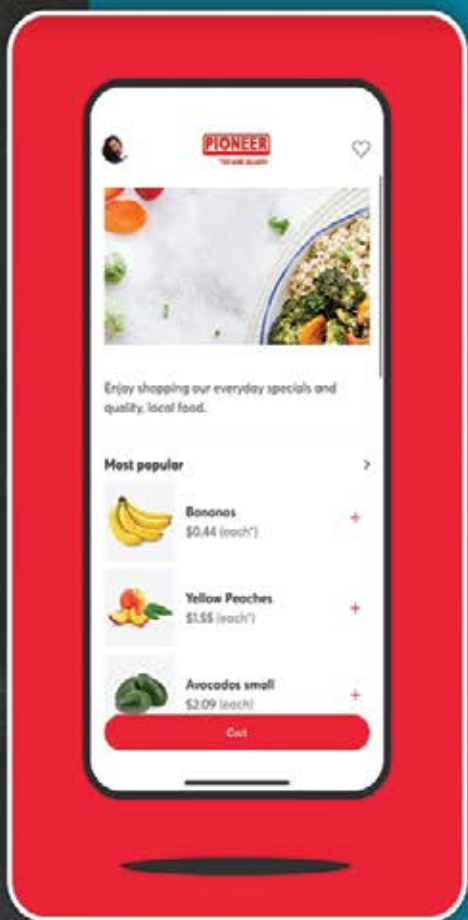 PIONEER
Enjoy shopping our everyday specials and
quality, local food.
Most popular
Bananas
$0.44 (each*)
Yellow Peaches
$1.55 (each*)
Avocados small
$2.09 (each)
Cart